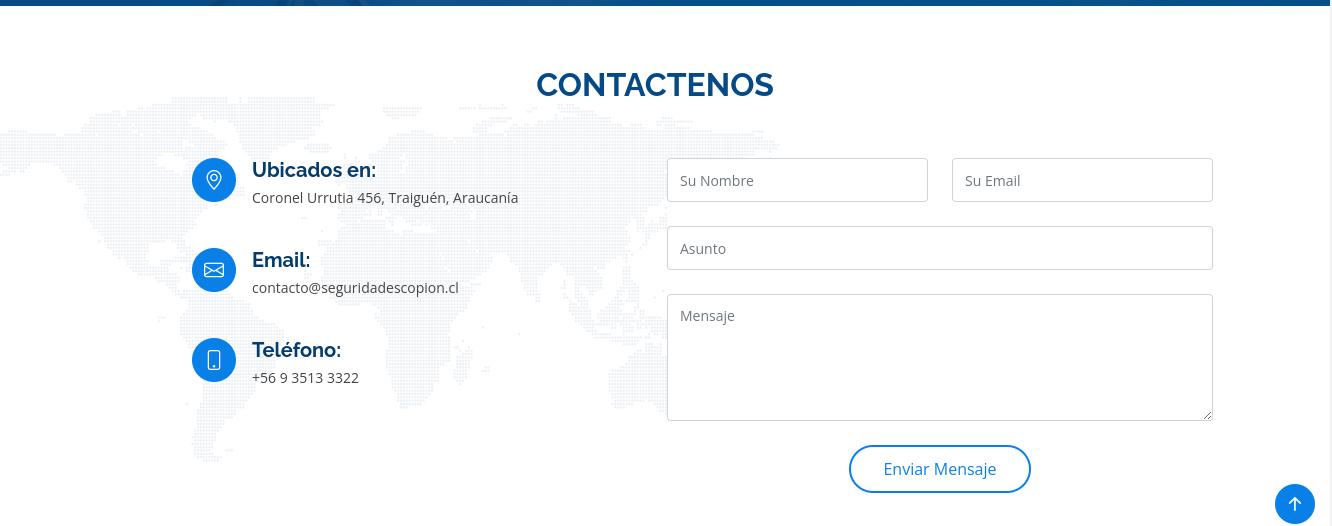 CONTACTENOS
Ubicados en:
Coronel Urrutia 456, Traiguén, Araucanía
Email:
contacto@seguridadescopion.cl
Teléfono:
+56 9 3513 3322
Su Nombre
Su Email
Asunto
Mensaje
Enviar Mensaje